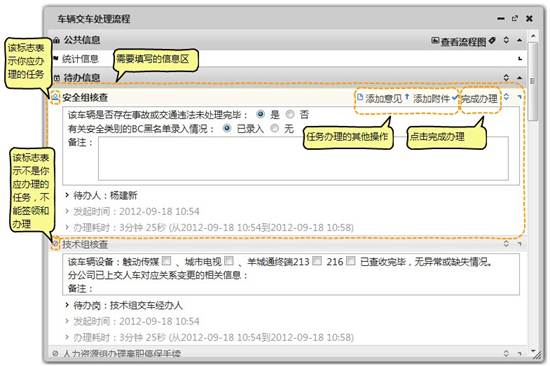 车辆交车处理流程
公共信息
查看流程图
统计信息
待办信息
安全组核查
添加意见
添加附件
完成办理
该车辆是否存在事故或交通违法未处理完毕： 是 否
有关安全类别的BC黑名单录入情况： 已录入 无
备注：
待办人：杨建新
发起时间：2012-09-18 10:54
办理耗时：3分钟 25秒 (从2012-09-18 10:54到2012-09-18 10:58)
技术组核查
该车辆设备：触动传媒 、城市电视 、羊城通终端213 216 已查收完毕，无异常或缺失情况。
分公司已上交人车对应关系变更的相关信息：
备注：
待办岗：技术组交车经办人
发起时间：2012-09-18 10:54
办理耗时：3分钟 25秒 (从2012-09-18 10:54到2012-09-18 10:58)
人力资源组办理离职停保手续
该标志表示你应办理的任务
需要填写的信息区
任务办理的其他操作
点击完成办理
该标志表示不是你应办理的任务，不能签领和办理